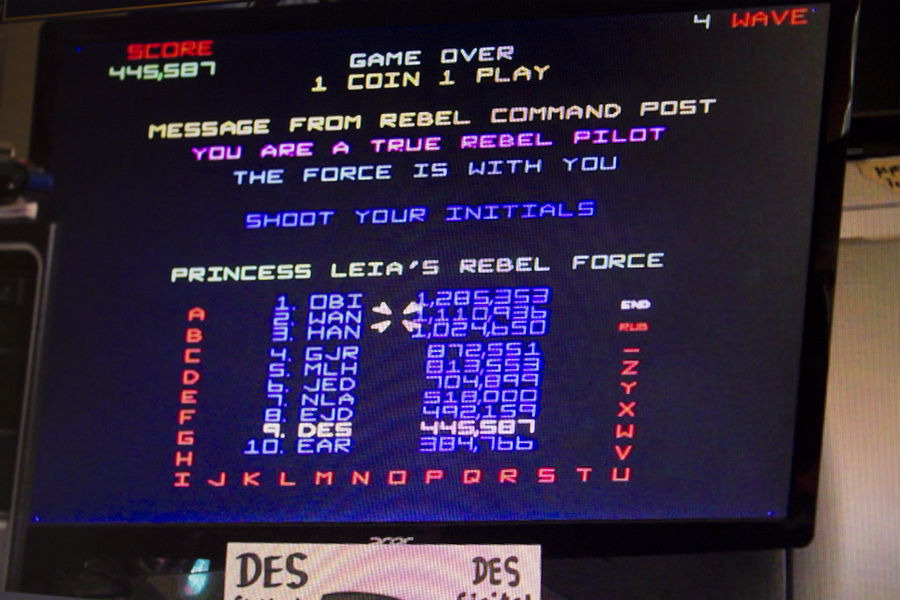 SCORE
445,587
4 WAVE
GAME OVER
1 COIN 1 PLAY
MESSAGE FROM REBEL COMMAND POST
YOU ARE A TRUE REBEL PILOT
THE FORCE IS WITH YOU
SHOOT YOUR INITIALS
PRINCESS LEIA'S REBEL FORCE
1. OBI 1,285,353
2. WAN 1,110,936
3. HAN 1,024,650
4. GJR 872,551
5. MLH 813,553
6. JED 704,899
7. NLA 518,000
8. EJD 492,159
9. DES 445,587
10. EAR 384,766
A
B
C
D
E
F
G
H
I J K L M N O P Q R S T U
END
RUB
_
Z
Y
X
W
V
acer
DES
DES